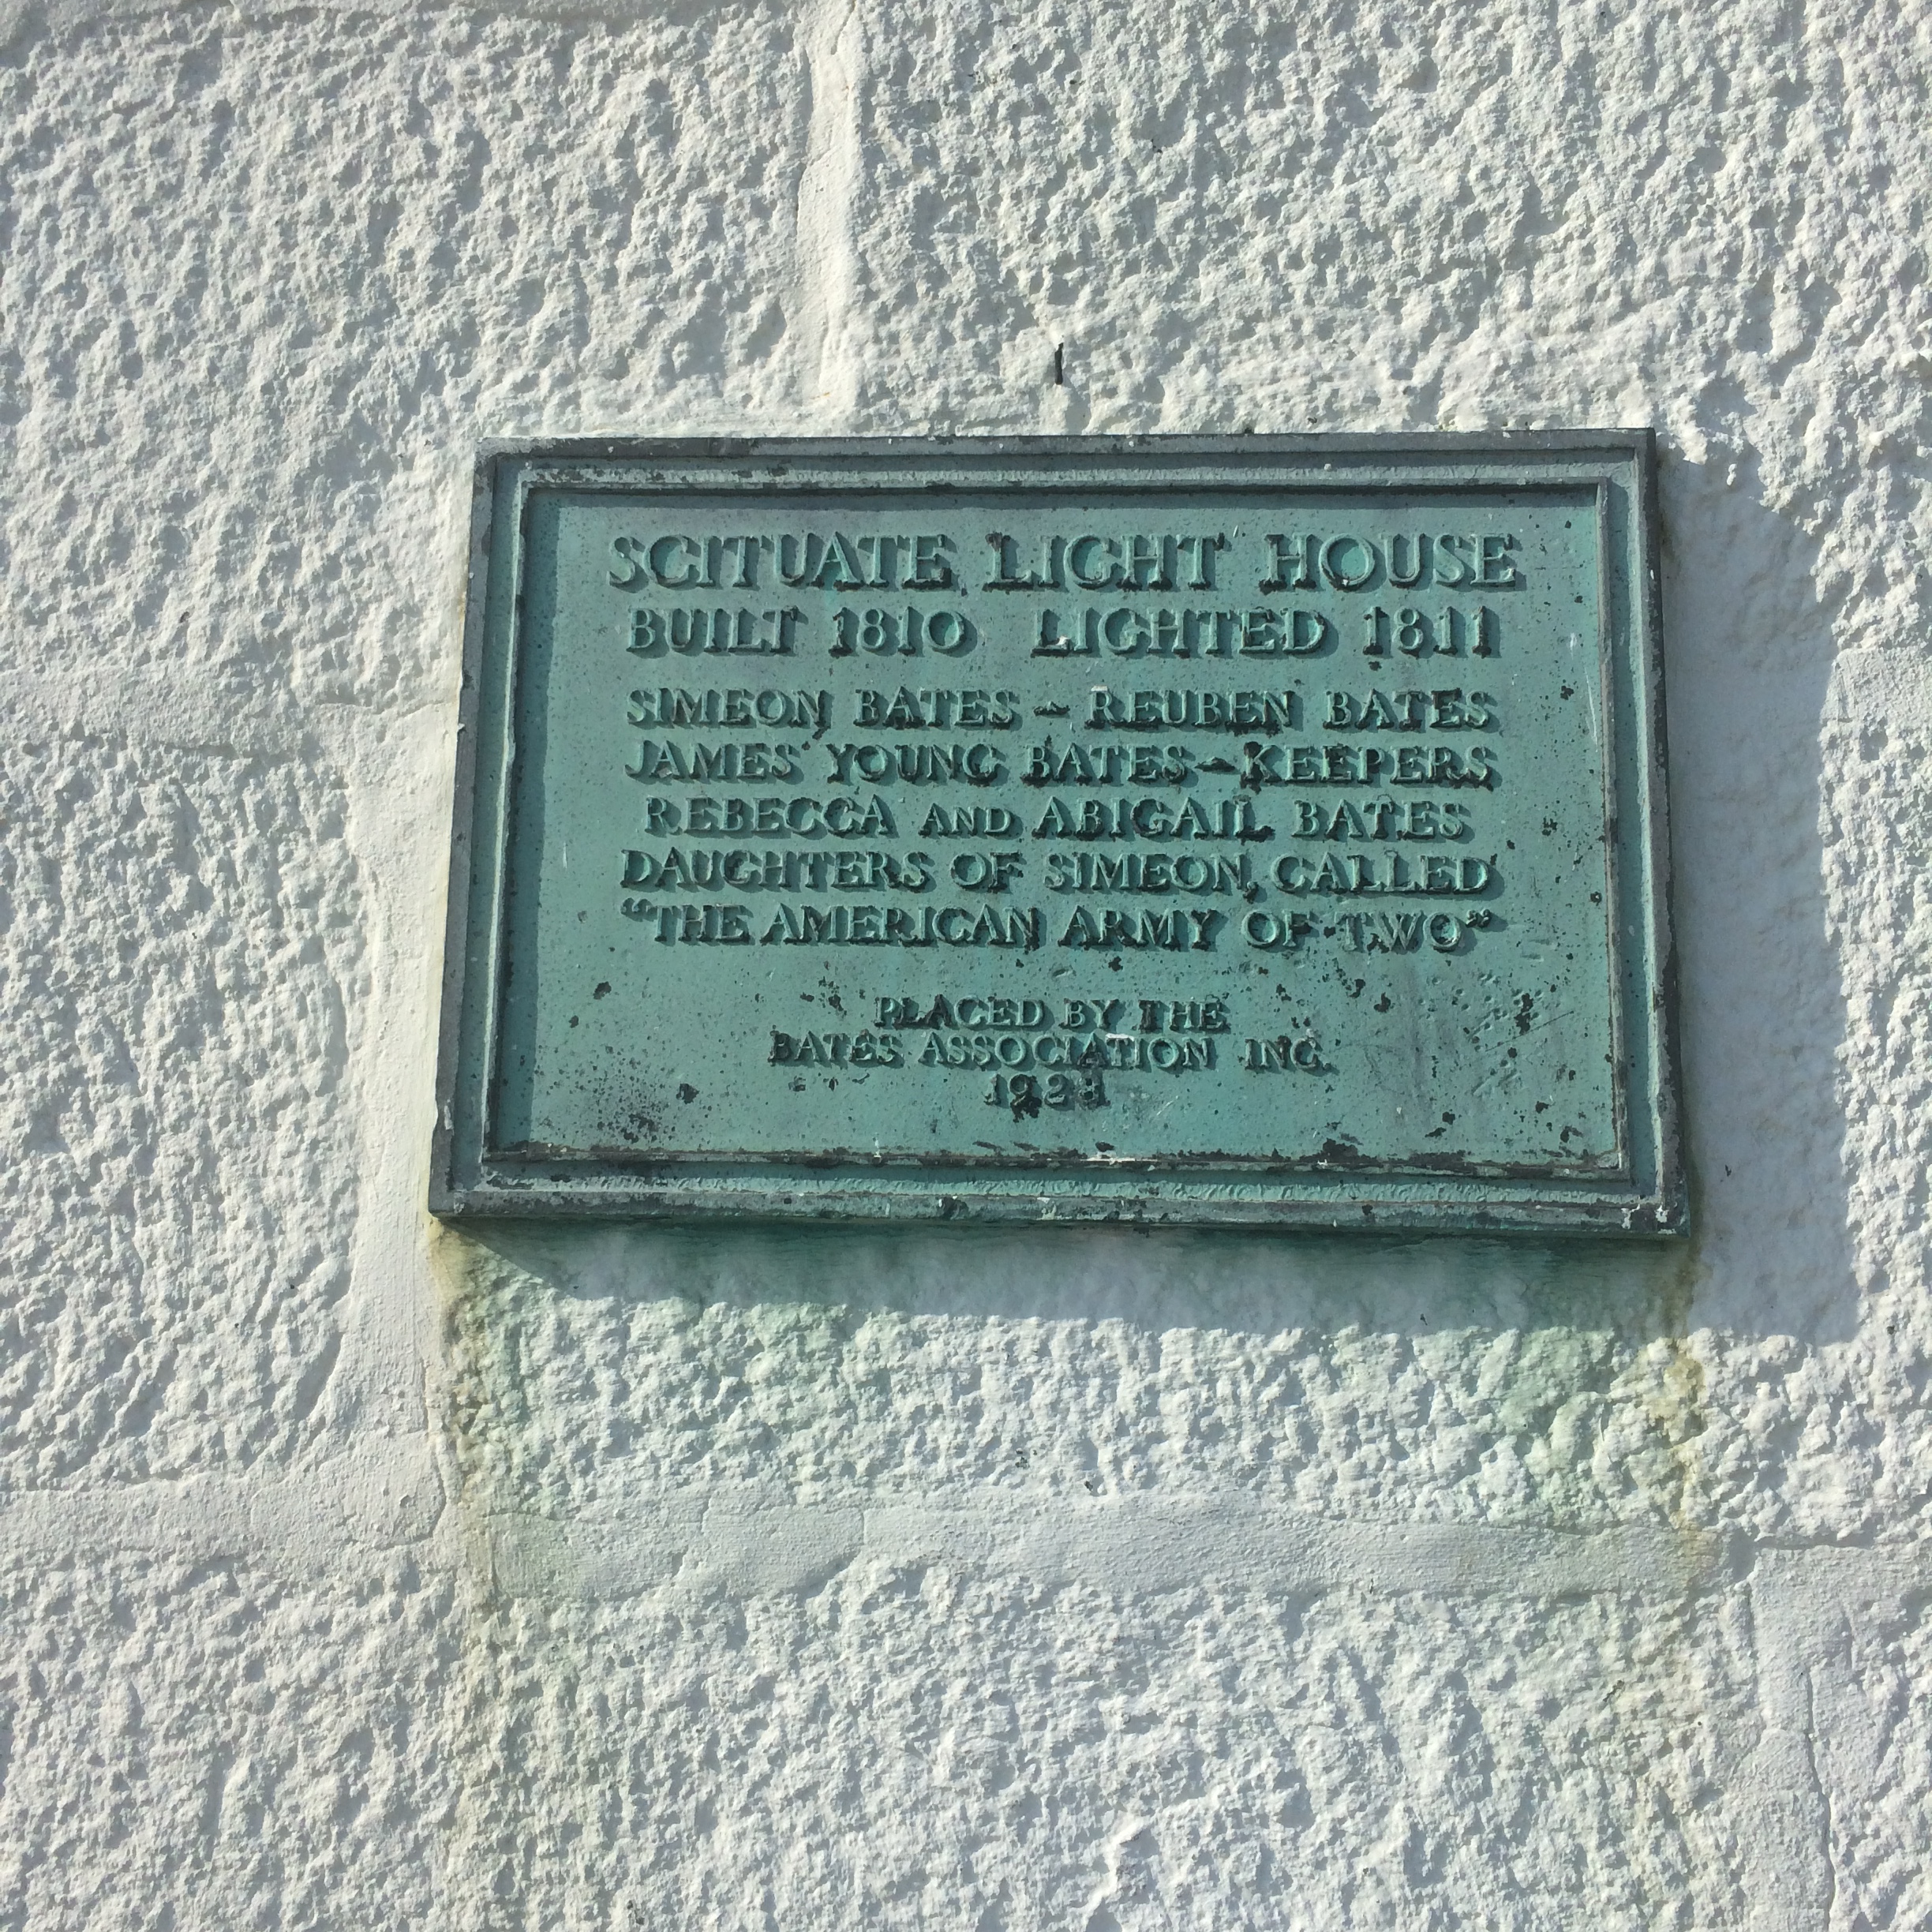 SCITUATE LIGHT HOUSE
BUILT 1810 LIGHTED 1811
SIMEON BATES - REUBEN BATES
JAMES YOUNG BATES - KEEPERS
REBECCA AND ABIGAIL BATES
DAUGHTERS OF SIMEON, CALLED
“THE AMERICAN ARMY OF TWO”
PLACED BY THE
BATES ASSOCIATION INC.